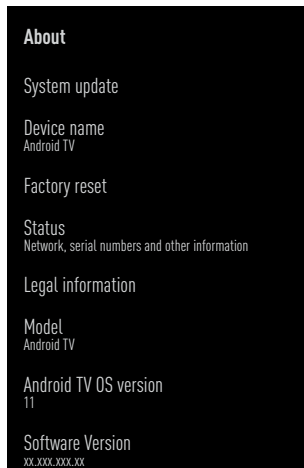 About
System update
Device name
Android TV
Factory reset
Status
Network, serial numbers and other information
Legal information
Model
Android TV
Android TV OS version
11
Software Version
xx.xxx.xxx.xx